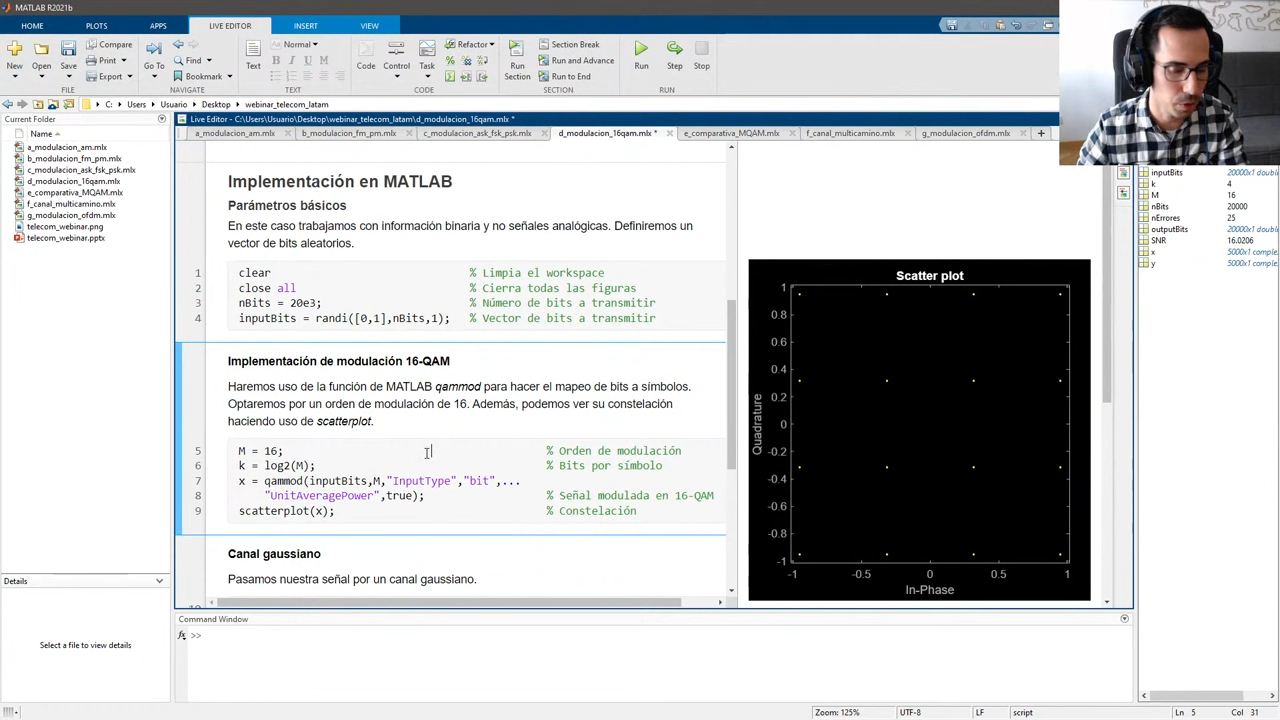 MATLAB R2021b
HOME PLOTS APPS LIVE EDITOR INSERT VIEW
New Open Save Compare Print Export
Go To Find Bookmark
Text Normal B I U M
Code Control Task Refactor
Run Section Section Break Run and Advance Run to End
Run Step Stop
FILE NAVIGATE TEXT CODE SECTION RUN
C: Users Usuario Desktop webinar_telecom_latam
Current Folder
Name
a_modulacion_am.mlx
b_modulacion_fm_pm.mlx
c_modulacion_ask_fsk_psk.mlx
d_modulacion_16qam.mlx
e_comparativa_MQAM.mlx
f_canal_multicamino.mlx
g_modulacion_ofdm.mlx
telecom_webinar.png
telecom_webinar.pptx
Details
Select a file to view details
Live Editor - C:\Users\Usuario\Desktop\webinar_telecom_latam\d_modulacion_16qam.mlx *
a_modulacion_am.mlx b_modulacion_fm_pm.mlx c_modulacion_ask_fsk_psk.mlx d_modulacion_16qam.mlx * e_comparativa_MQAM.mlx f_canal_multicamino.mlx g_modulacion_ofdm.mlx
Implementación en MATLAB
Parámetros básicos
En este caso trabajamos con información binaria y no señales analógicas. Definiremos un
vector de bits aleatorios.
1 clear % Limpia el workspace
2 close all % Cierra todas las figuras
3 nBits = 20e3; % Número de bits a transmitir
4 inputBits = randi([0,1],nBits,1); % Vector de bits a transmitir
Implementación de modulación 16-QAM
Haremos uso de la función de MATLAB qammod para hacer el mapeo de bits a símbolos.
Optaremos por un orden de modulación de 16. Además, podemos ver su constelación
haciendo uso de scatterplot.
5 M = 16; % Orden de modulación
6 k = log2(M); % Bits por símbolo
7 x = qammod(inputBits,M,"InputType","bit",...
8 "UnitAveragePower",true); % Señal modulada en 16-QAM
9 scatterplot(x); % Constelación
Canal gaussiano
Pasamos nuestra señal por un canal gaussiano.
Scatter plot
1
0.8
0.6
0.4
0.2
0
-0.2
-0.4
-0.6
-0.8
-1
Quadrature
-1 -0.5 0 0.5 1
In-Phase
inputBits 20000x1 double
k 4
M 16
nBits 20000
nErrores 25
outputBits 20000x1 double
SNR 16.0206
x 5000x1 comple
y 5000x1 comple
Command Window
fx >>
Zoom: 125% UTF-8 LF script Ln 5 Col 31